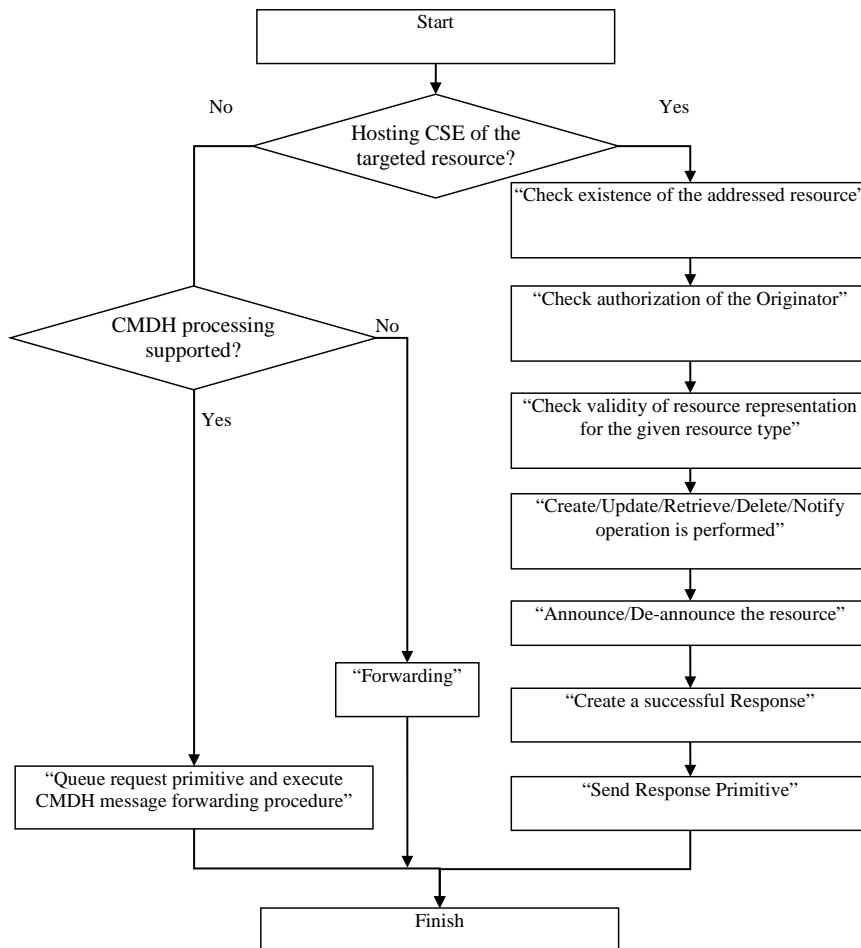 Start
No
Yes
Hosting CSE of the
targeted resource?
“Check existence of the addressed resource”
“Check authorization of the Originator”
CMDH processing
supported?
No
Yes
“Check validity of resource representation
for the given resource type”
“Create/Update/Retrieve/Delete/Notify
operation is performed”
“Announce/De-announce the resource”
“Forwarding”
“Create a successful Response”
“Queue request primitive and execute
CMDH message forwarding procedure”
“Send Response Primitive”
Finish